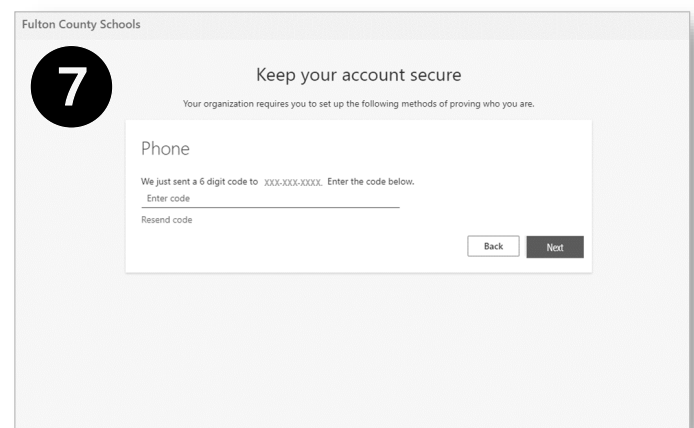 Fulton County Schools
7
Keep your account secure
Your organization requires you to set up the following methods of proving who you are.
Phone
We just sent a 6 digit code to XXX-XXX-XXXX. Enter the code below.
Enter code
Resend code
Back Next